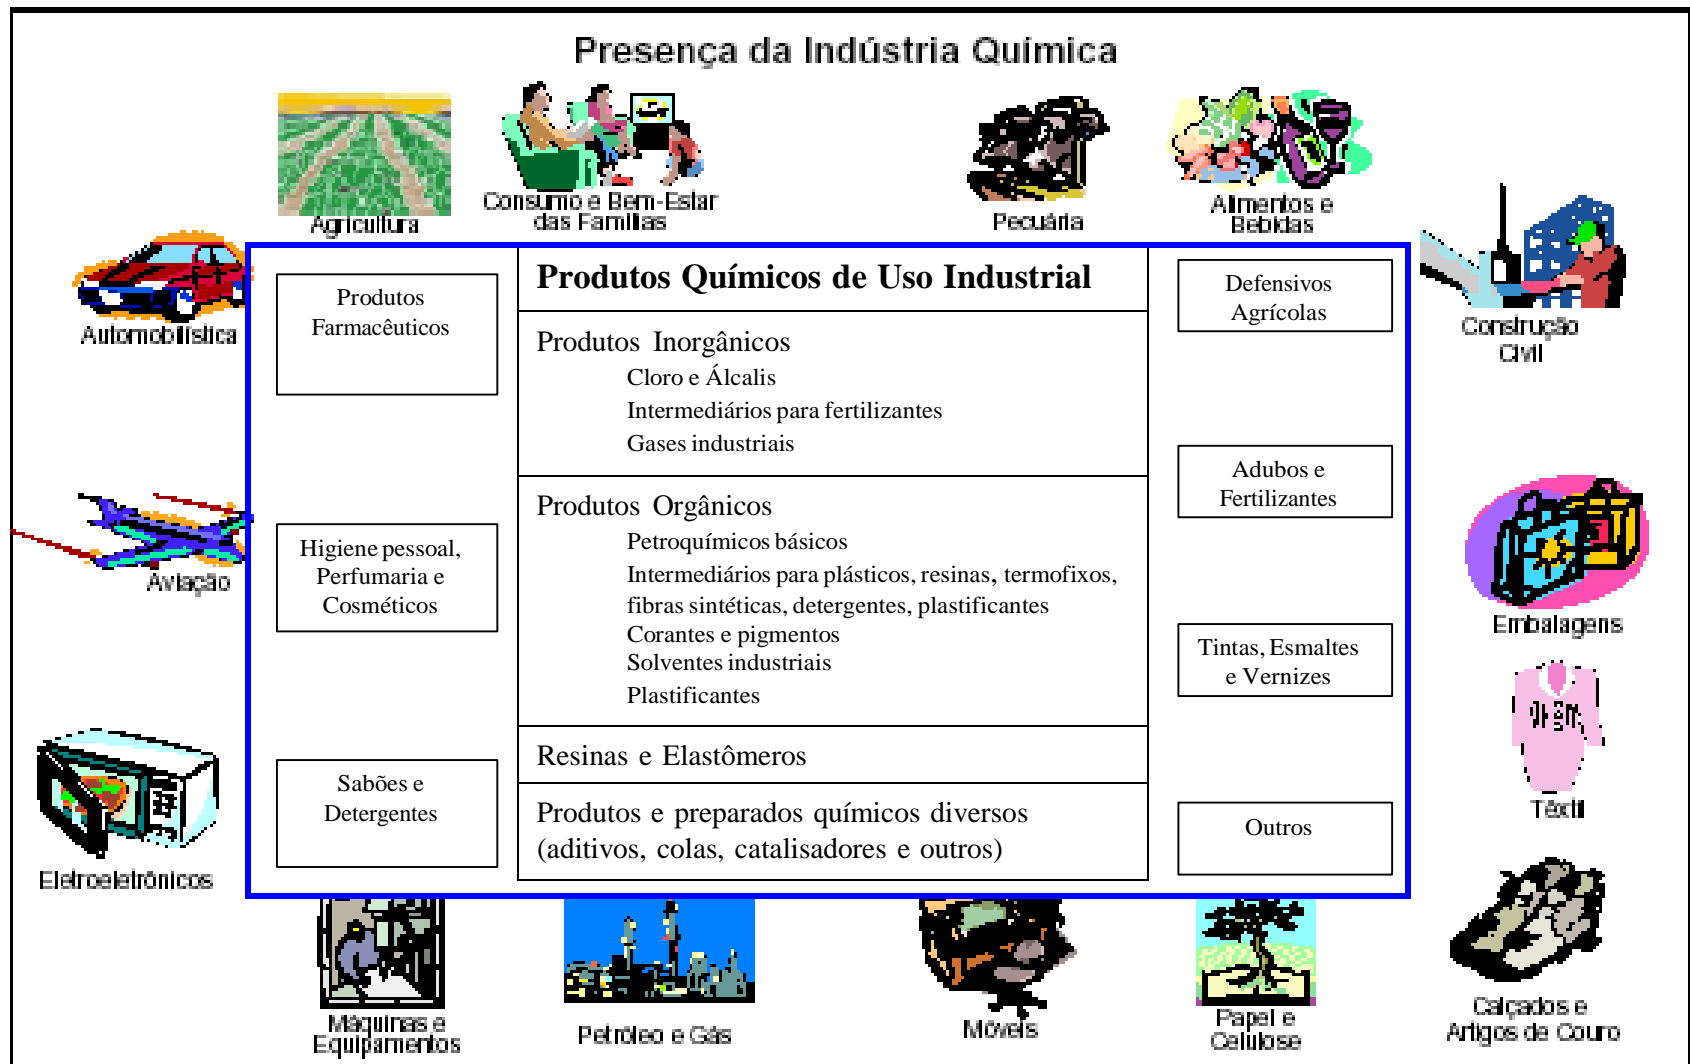 Presença da Indústria Química
Agricultura
Consumo e Bem-Estar
das Famílias
Pecuária
Alimentos e
Bebidas
Automobilística
Construção
Civil
Produtos
Farmacêuticos
Produtos Químicos de Uso Industrial
Defensivos
Agrícolas
Produtos Inorgânicos
Cloro e Álcalis
Intermediários para fertilizantes
Gases industriais
Adubos e
Fertilizantes
Aviação
Higiene pessoal,
Perfumaria e
Cosméticos
Produtos Orgânicos
Petroquímicos básicos
Intermediários para plásticos, resinas, termofixos,
fibras sintéticas, detergentes, plastificantes
Corantes e pigmentos
Solventes industriais
Plastificantes
Embalagens
Tintas, Esmaltes
e Vernizes
Têxtil
Eletroeletrônicos
Sabões e
Detergentes
Resinas e Elastômeros
Produtos e preparados químicos diversos
(aditivos, colas, catalisadores e outros)
Outros
Máquinas e
Equipamentos
Petróleo e Gás
Móveis
Papel e
Celulose
Calçados e
Artigos de Couro